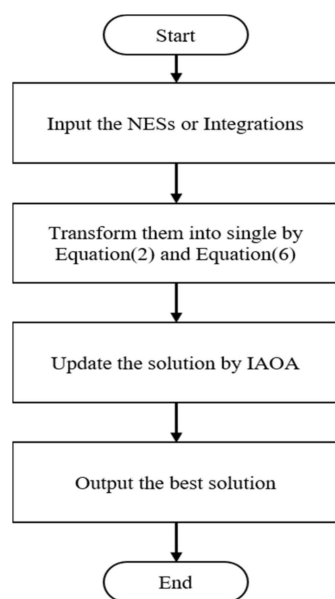 Start
Input the NESs or Integrations
Transform them into single by
Equation(2) and Equation(6)
Update the solution by IAOA
Output the best solution
End